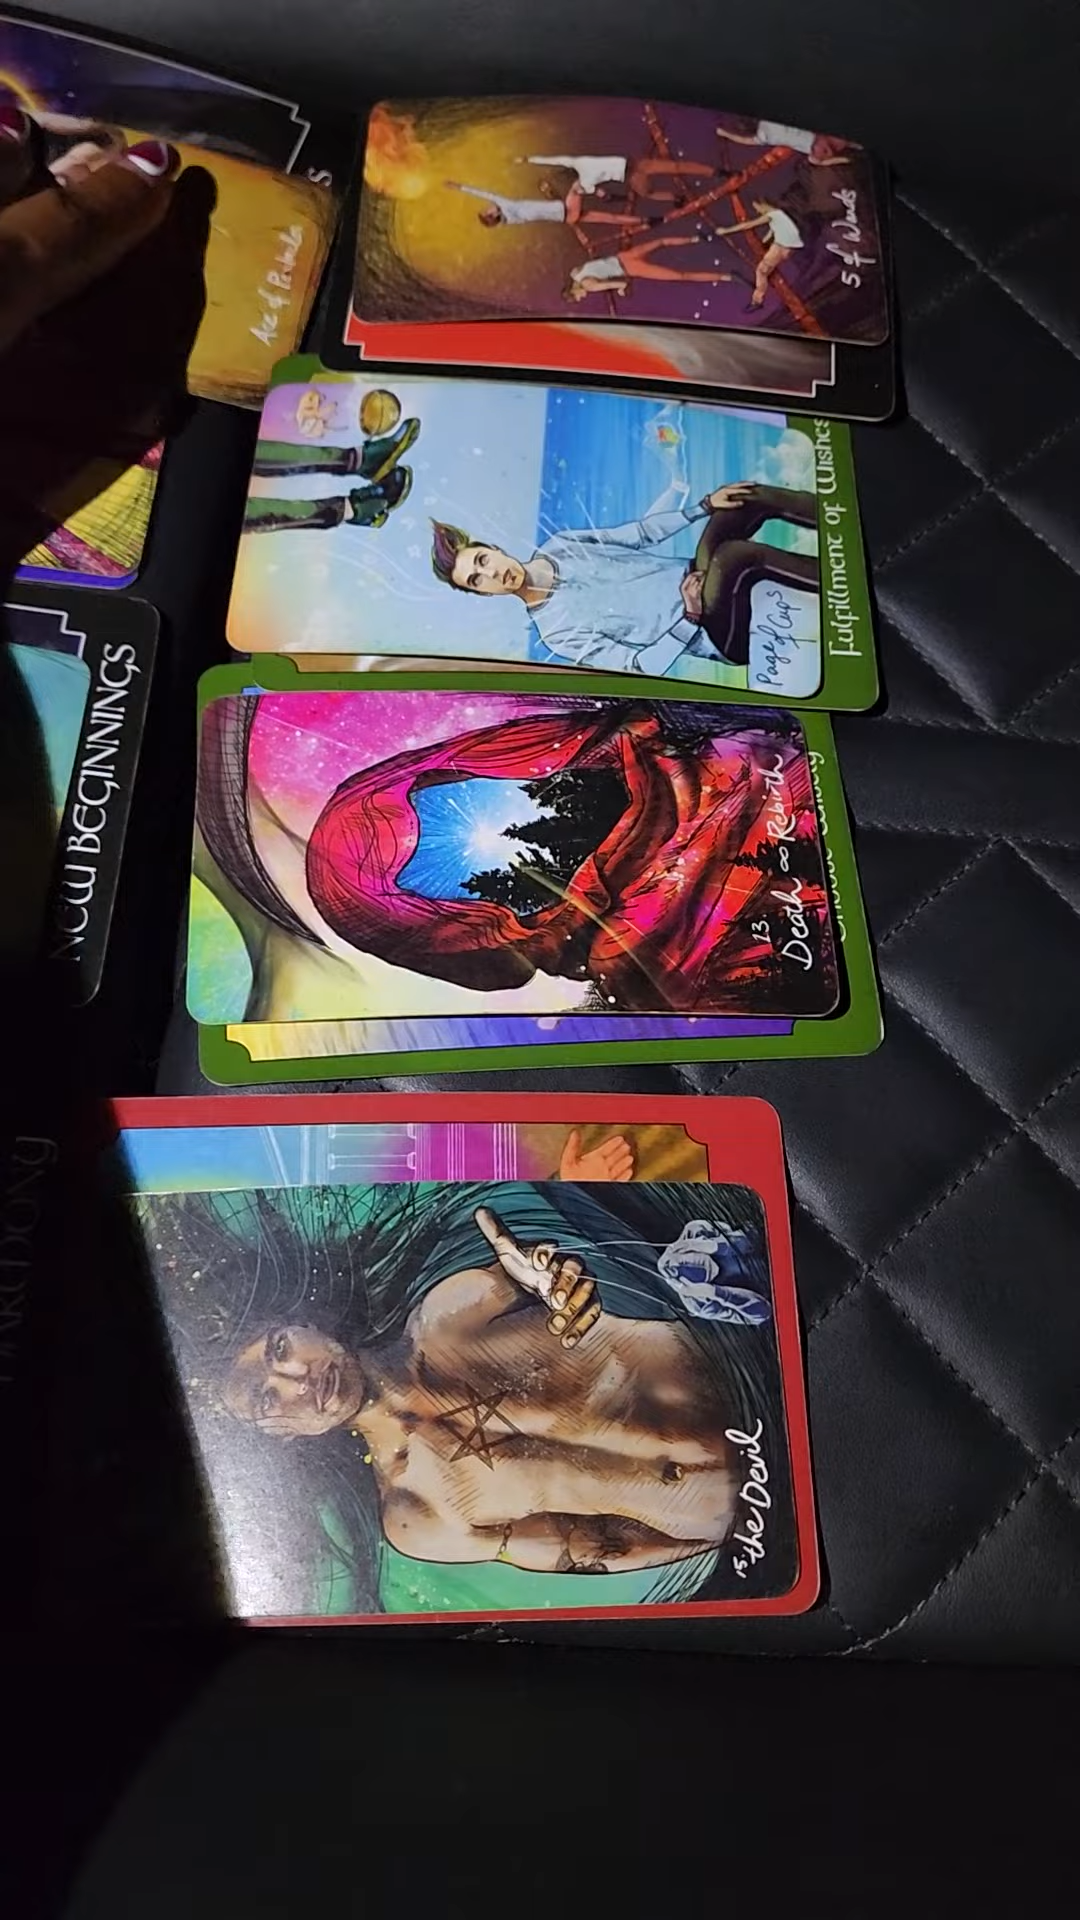 5 of Wands
Ace of Pentacles
Fulfillment of Wishes
Page of Cups
NEW BEGINNINGS
13.
Death ∞ Rebirth
15.
the Devil